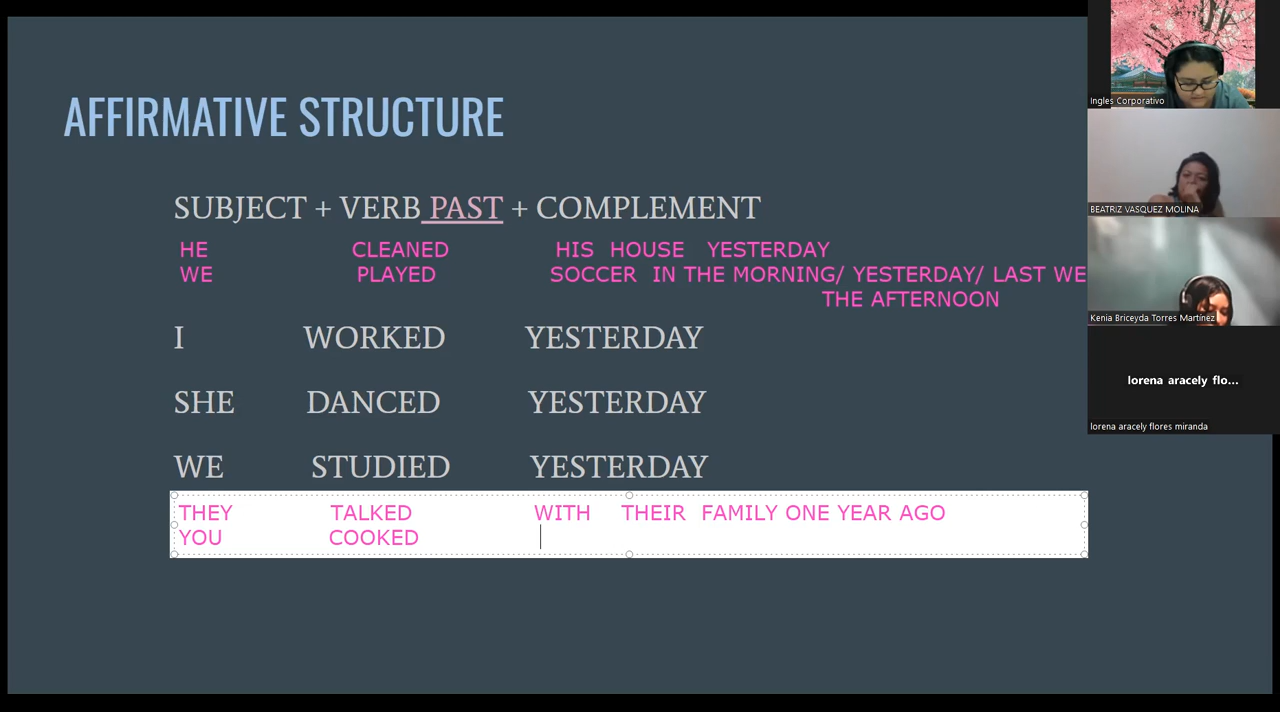 AFFIRMATIVE STRUCTURE
SUBJECT + VERB PAST + COMPLEMENT
HE CLEANED HIS HOUSE YESTERDAY
WE PLAYED SOCCER IN THE MORNING/ YESTERDAY/ LAST WE
THE AFTERNOON
I WORKED YESTERDAY
SHE DANCED YESTERDAY
WE STUDIED YESTERDAY
THEY TALKED WITH THEIR FAMILY ONE YEAR AGO
YOU COOKED
Ingles Corporativo
BEATRIZ VASQUEZ MOLINA
Kenia Briceyda Torres Martínez
lorena aracely flo...
lorena aracely flores miranda